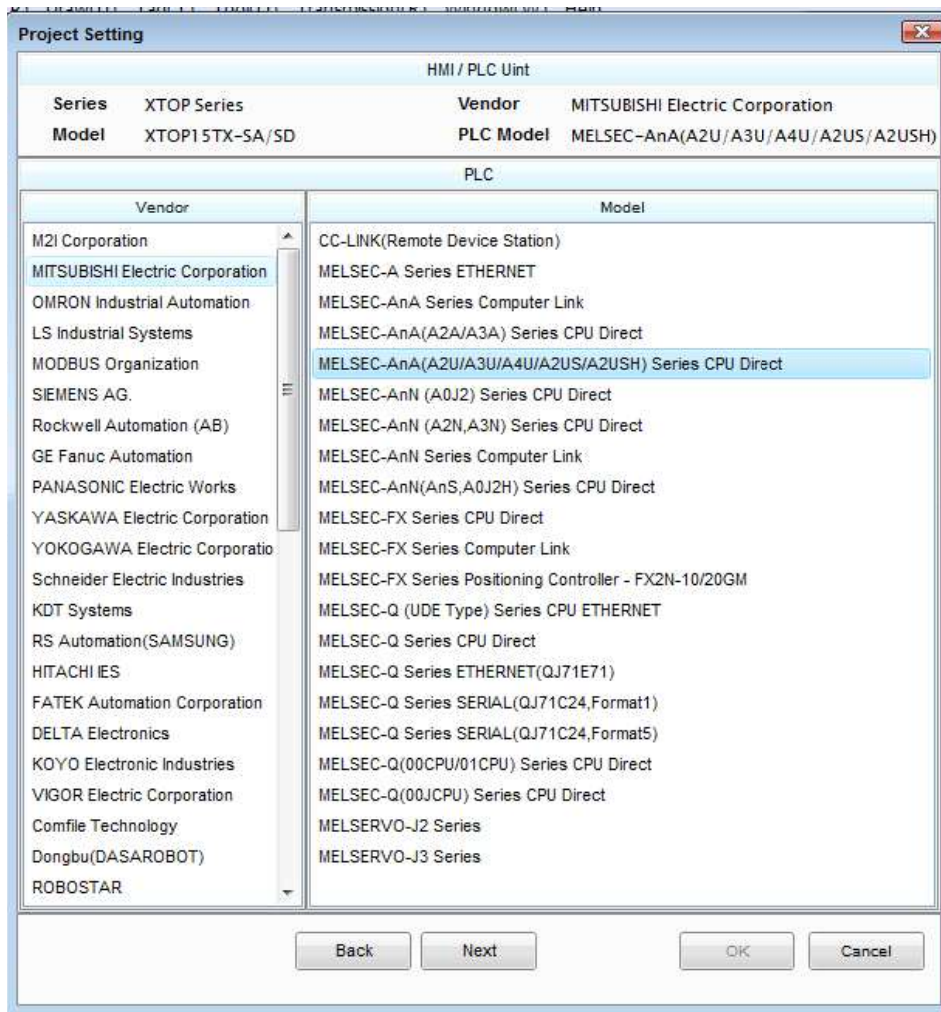 Project Setting
HMI / PLC Uint
Series XTOP Series Vendor MITSUBISHI Electric Corporation
Model XTOP15TX-SA/SD PLC Model MELSEC-AnA(A2U/A3U/A4U/A2US/A2USH)
PLC
Vendor Model
M2I Corporation CC-LINK(Remote Device Station)
MITSUBISHI Electric Corporation MELSEC-A Series ETHERNET
OMRON Industrial Automation MELSEC-AnA Series Computer Link
LS Industrial Systems MELSEC-AnA(A2A/A3A) Series CPU Direct
MODBUS Organization MELSEC-AnA(A2U/A3U/A4U/A2US/A2USH) Series CPU Direct
SIEMENS AG. MELSEC-AnN (A0J2) Series CPU Direct
Rockwell Automation (AB) MELSEC-AnN (A2N,A3N) Series CPU Direct
GE Fanuc Automation MELSEC-AnN Series Computer Link
PANASONIC Electric Works MELSEC-AnN(AnS,A0J2H) Series CPU Direct
YASKAWA Electric Corporation MELSEC-FX Series CPU Direct
YOKOGAWA Electric Corporatio MELSEC-FX Series Computer Link
Schneider Electric Industries MELSEC-FX Series Positioning Controller - FX2N-10/20GM
KDT Systems MELSEC-Q (UDE Type) Series CPU ETHERNET
RS Automation(SAMSUNG) MELSEC-Q Series CPU Direct
HITACHI IES MELSEC-Q Series ETHERNET(QJ71E71)
FATEK Automation Corporation MELSEC-Q Series SERIAL(QJ71C24,Format1)
DELTA Electronics MELSEC-Q Series SERIAL(QJ71C24,Format5)
KOYO Electronic Industries MELSEC-Q(00CPU/01CPU) Series CPU Direct
VIGOR Electric Corporation MELSEC-Q(00JCPU) Series CPU Direct
Comfile Technology MELSERVO-J2 Series
Dongbu(DASAROBOT) MELSERVO-J3 Series
ROBOSTAR
Back Next OK Cancel